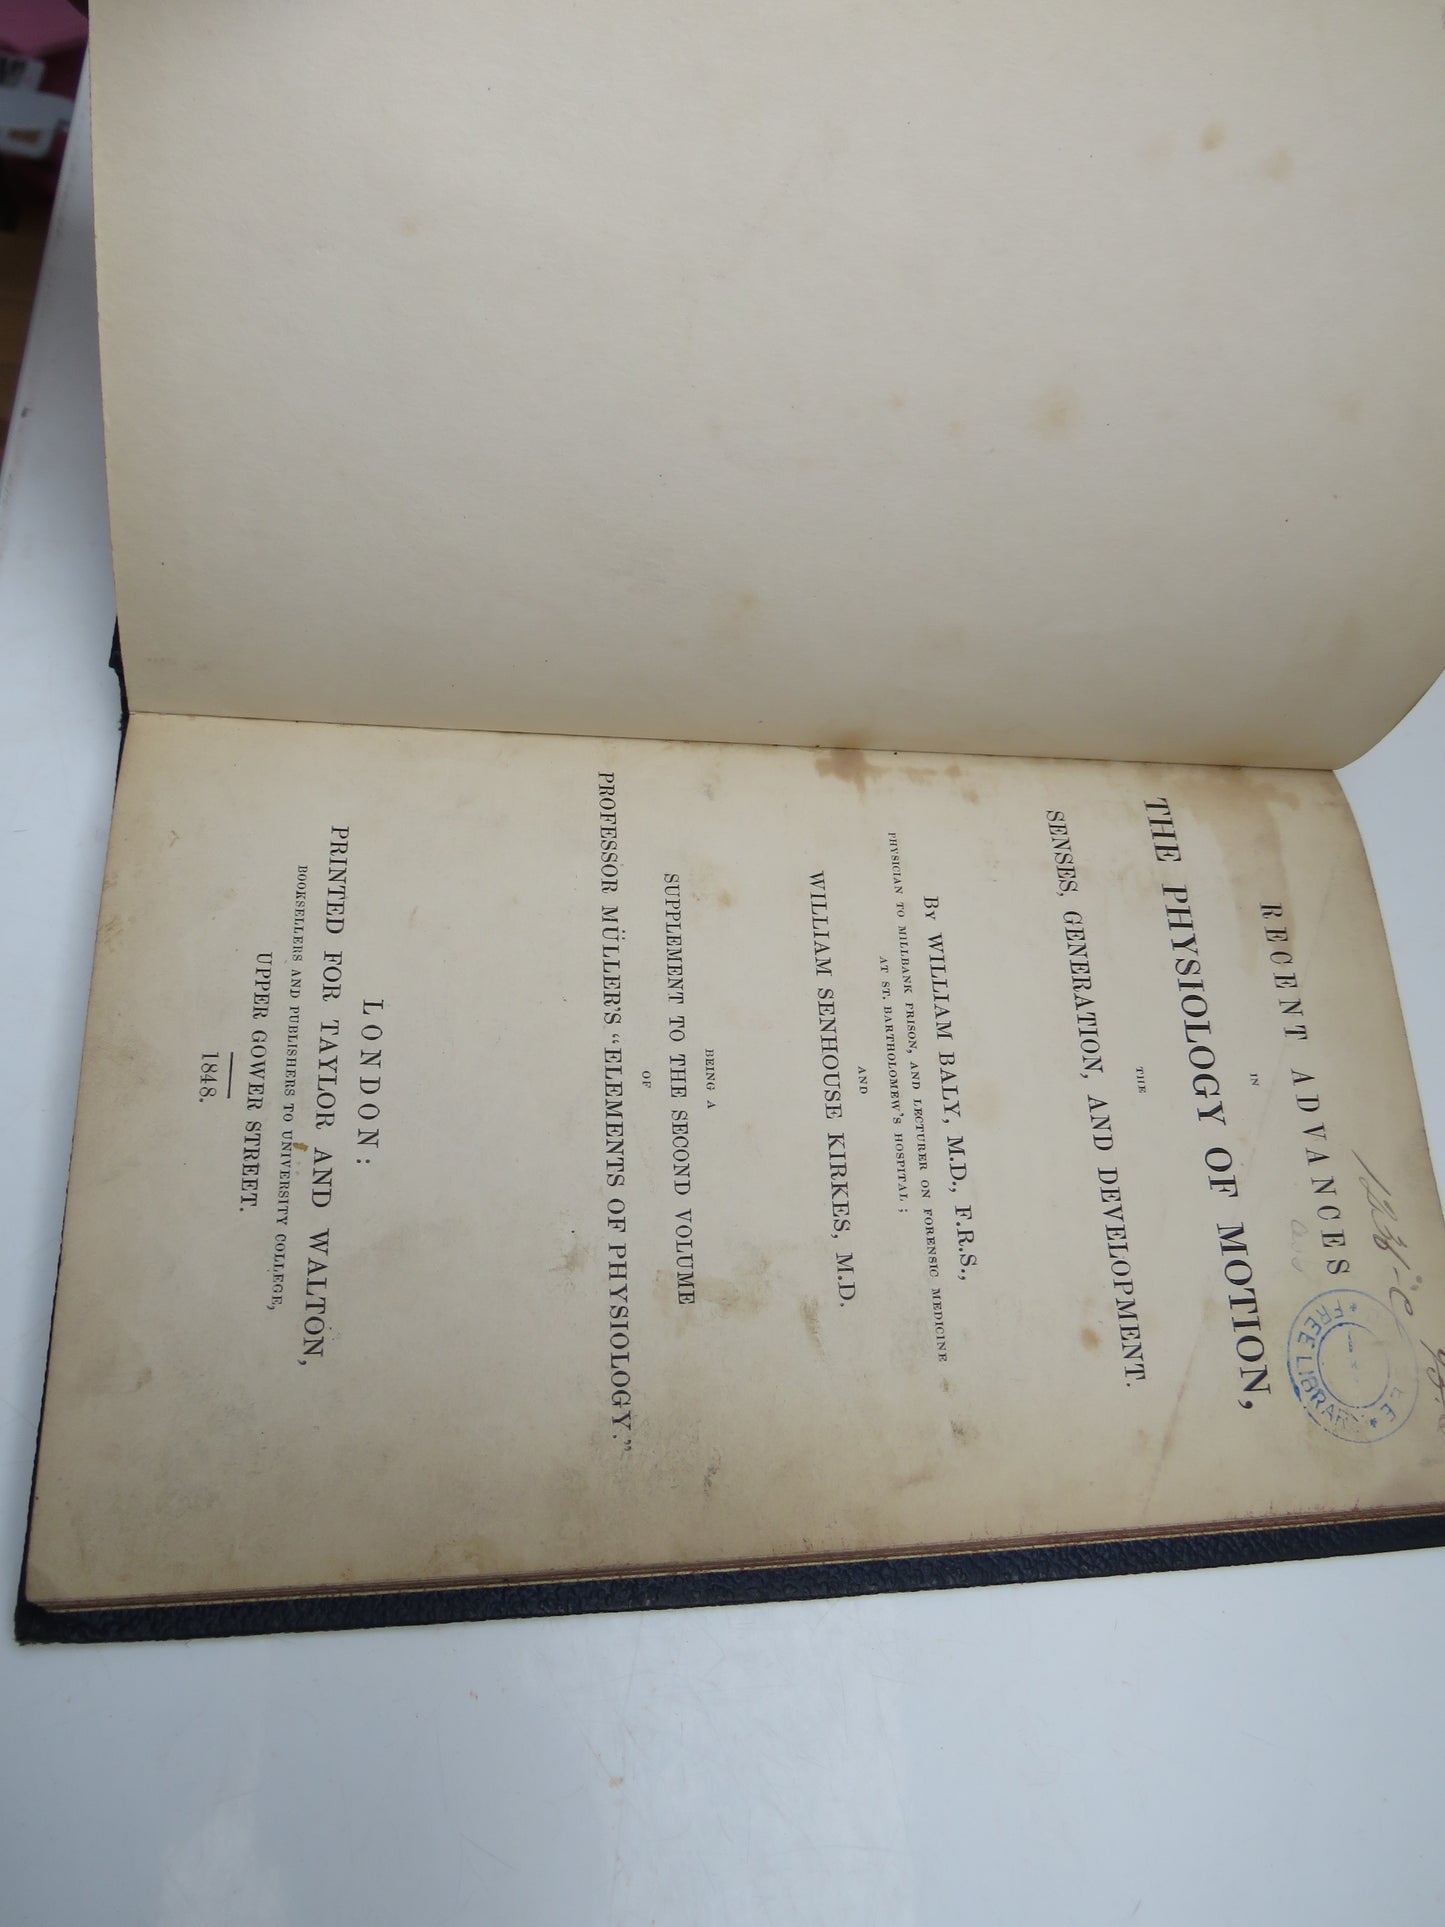 RECENT ADVANCES
IN
THE PHYSIOLOGY OF MOTION,
THE
SENSES, GENERATION, AND DEVELOPMENT.
By WILLIAM BALY, M.D., F.R.S.,
PHYSICIAN TO MILLBANK PRISON, AND LECTURER ON FORENSIC MEDICINE
AT ST. BARTHOLOMEW'S HOSPITAL;
AND
WILLIAM SENHOUSE KIRKES, M.D.
BEING A
SUPPLEMENT TO THE SECOND VOLUME
OF
PROFESSOR MÜLLER'S "ELEMENTS OF PHYSIOLOGY."
LONDON:
PRINTED FOR TAYLOR AND WALTON,
BOOKSELLERS AND PUBLISHERS TO UNIVERSITY COLLEGE,
UPPER GOWER STREET.
1848.
FREE LIBRAR